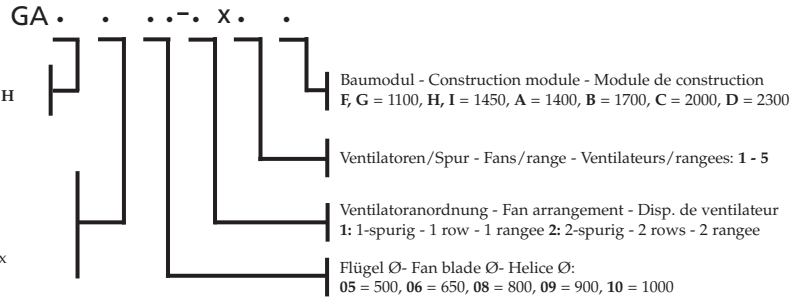 GA . . . . - . x . .
H
Baumodul - Construction module - Module de construction
F, G = 1100, H, I = 1450, A = 1400, B = 1700, C = 2000, D = 2300
Ventilatoren/Spur - Fans/range - Ventilateurs/rangees: 1 - 5
Ventilatoranordnung - Fan arrangement - Disp. de ventilateur
1: 1-spurig - 1 row - 1 rangee 2: 2-spurig - 2 rows - 2 rangee
x
Flügel Ø- Fan blade Ø- Helice Ø:
05 = 500, 06 = 650, 08 = 800, 09 = 900, 10 = 1000